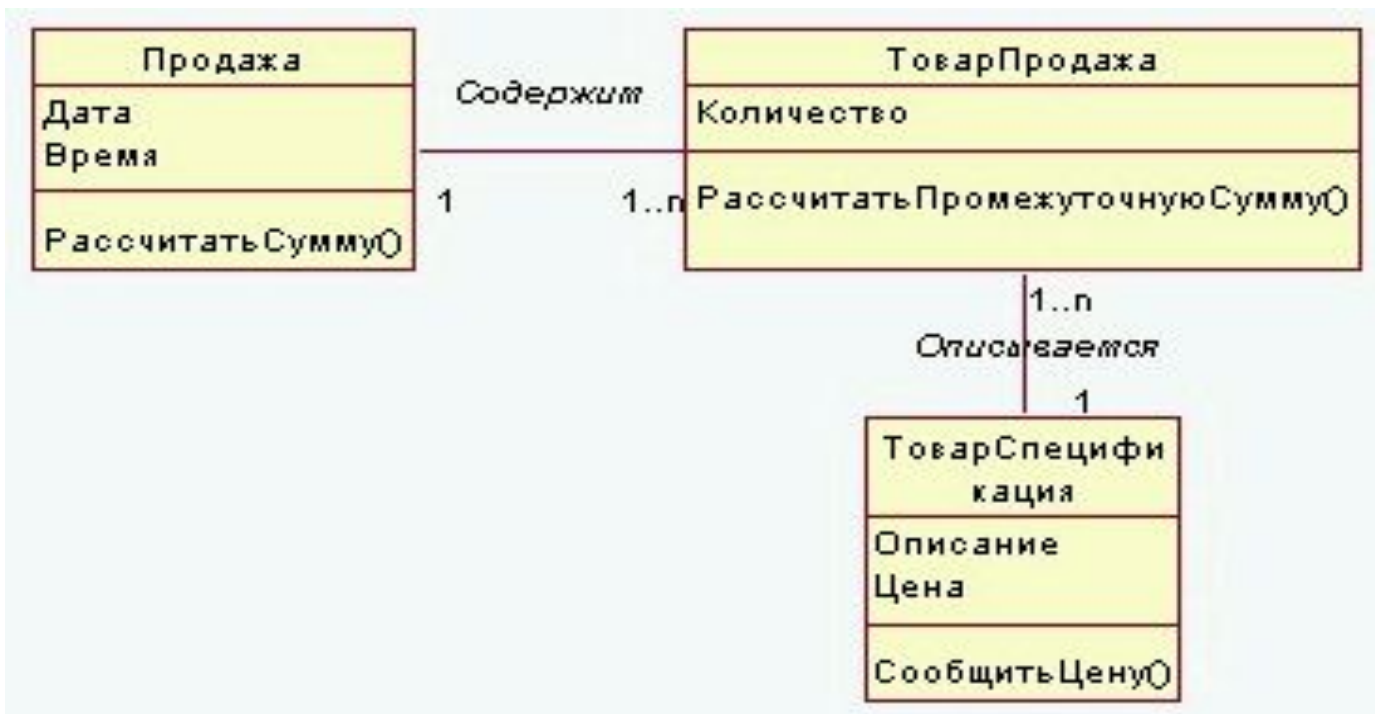 Продажа
Дата
Время
РассчитатьСумму()
Содержит
1
1..n
ТоварПродажа
Количество
РассчитатьПромежуточнуюСумму()
1..n
Описывается
1
ТоварСпецифи
кация
Описание
Цена
СообщитьЦену()